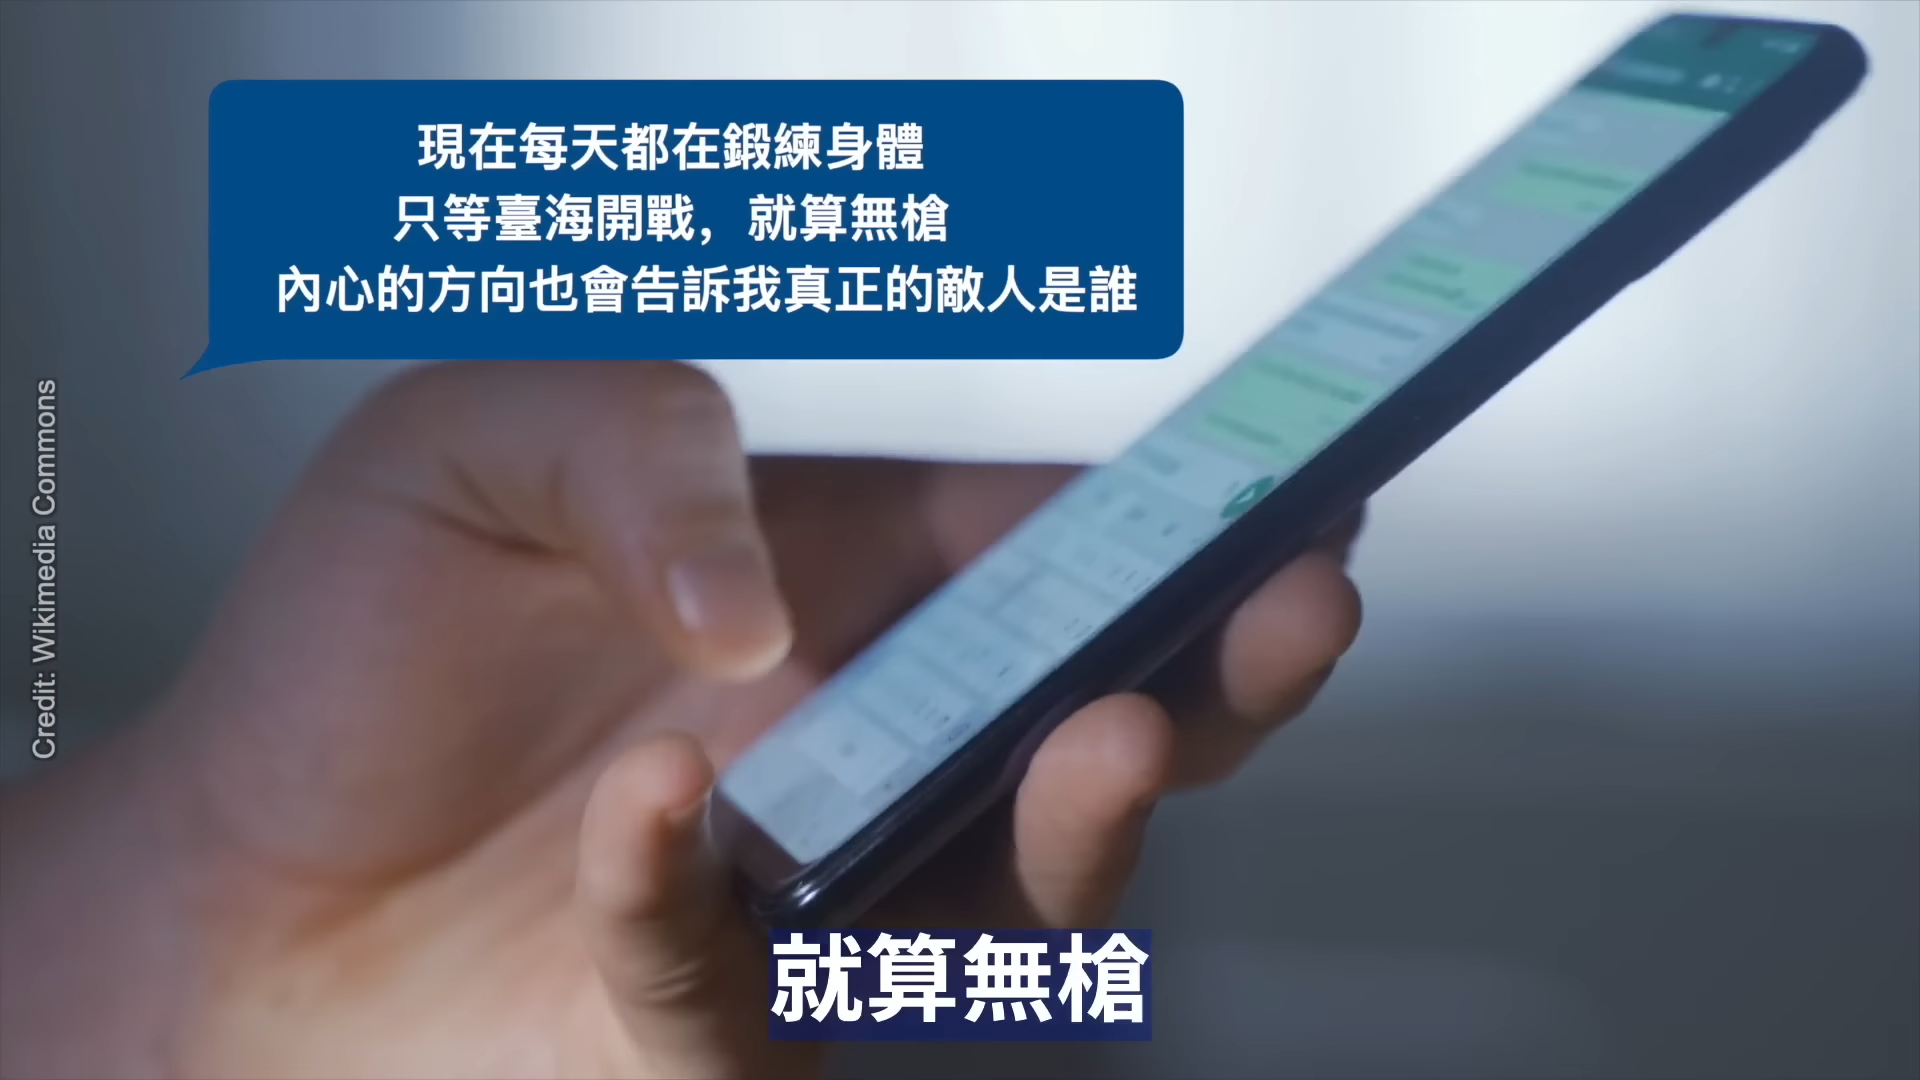 現在每天都在鍛練身體
只等臺海開戰，就算無槍
內心的方向也會告訴我真正的敵人是誰
Credit: Wikimedia Commons
就算無槍